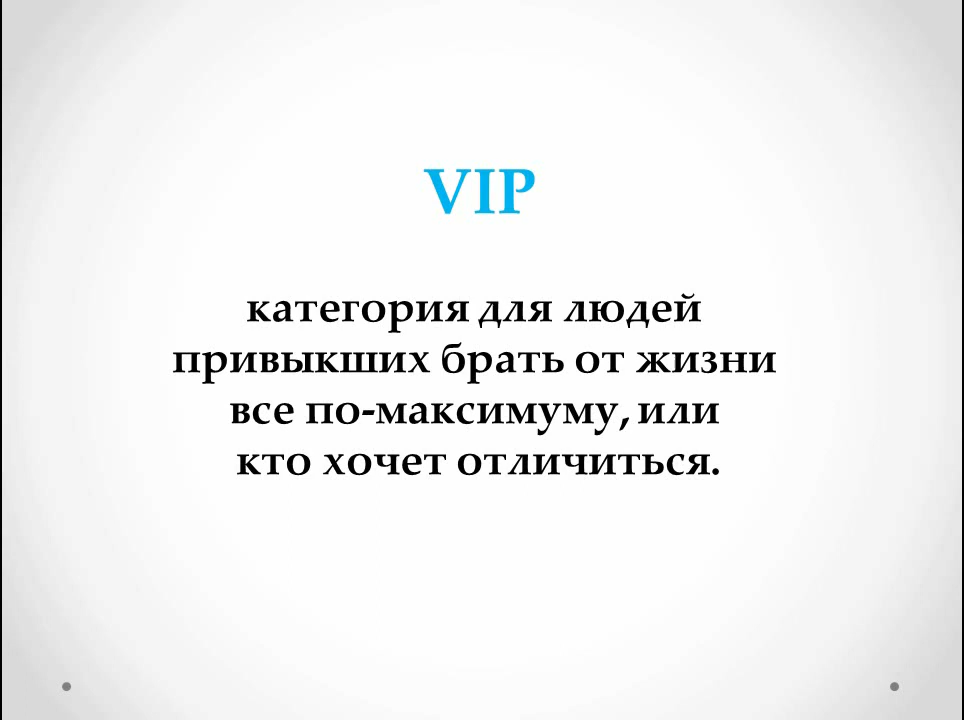 VIP
категория для людей
привыкших брать от жизни
все по-максимуму, или
кто хочет отличиться.